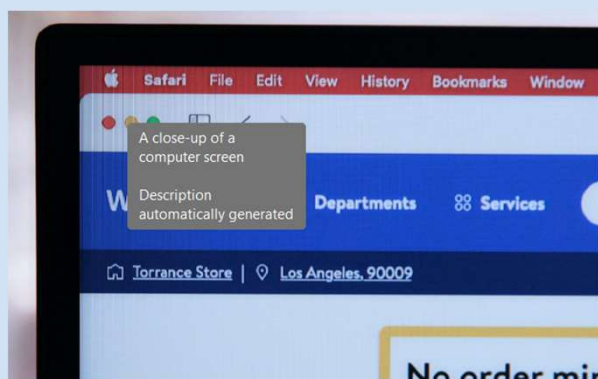 Safari File Edit View History Bookmarks Window
A close-up of a
computer screen
Description
automatically generated
W
Departments
Services
Torrance Store | Los Angeles, 90009
No order min